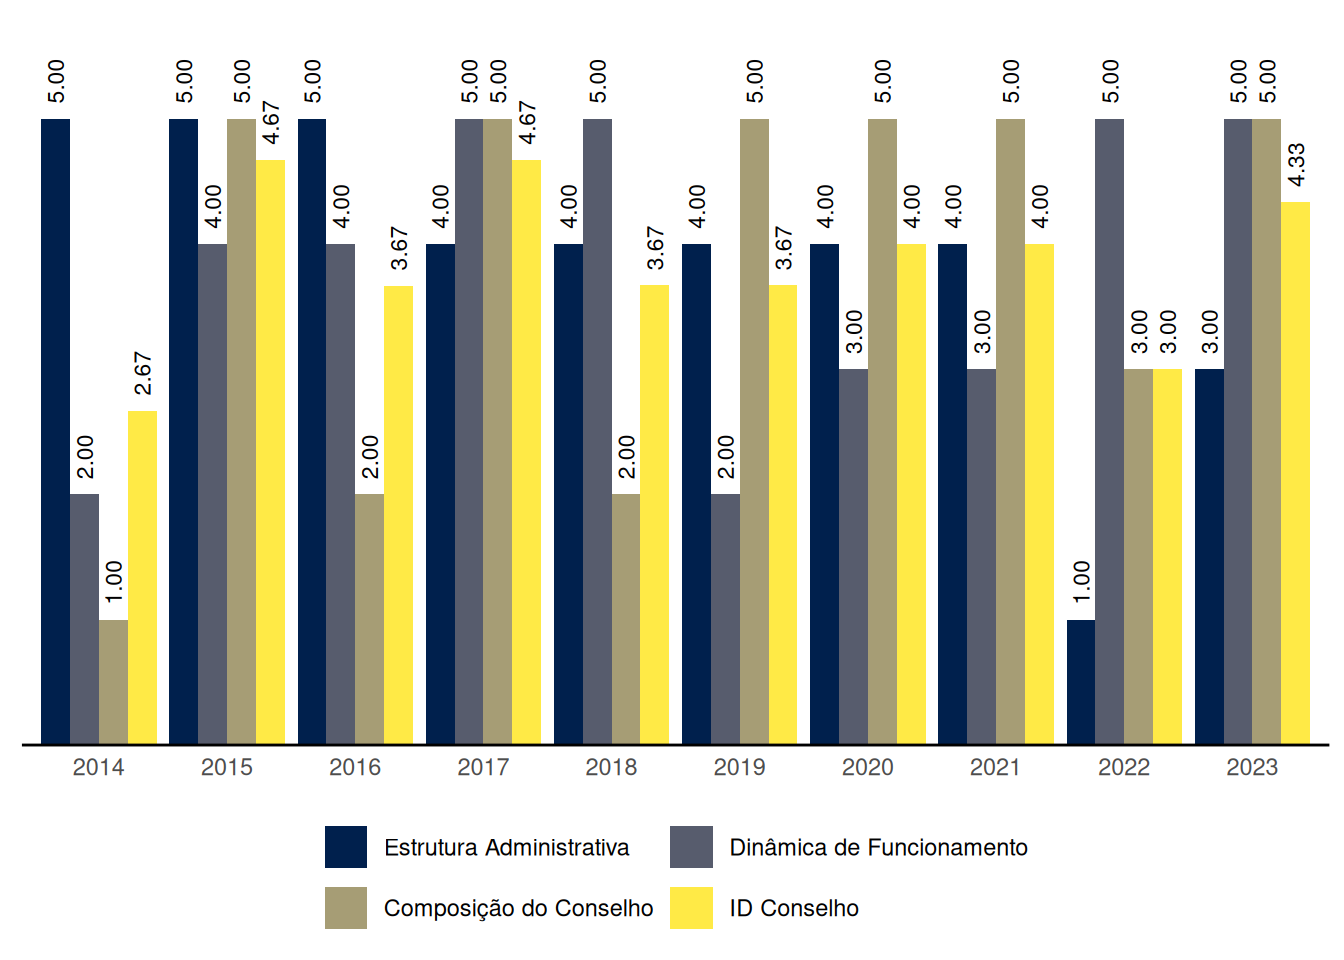 5.00 2.00 1.00 2.67
5.00 4.00 5.00 4.67
5.00 4.00 2.00 3.67
4.00 5.00 5.00 4.67
4.00 5.00 2.00 3.67
4.00 2.00 5.00 3.67
4.00 3.00 5.00 4.00
4.00 3.00 5.00 4.00
1.00 5.00 3.00 3.00
3.00 5.00 5.00 4.33
2014 2015 2016 2017 2018 2019 2020 2021 2022 2023
Estrutura Administrativa Dinâmica de Funcionamento
Composição do Conselho ID Conselho